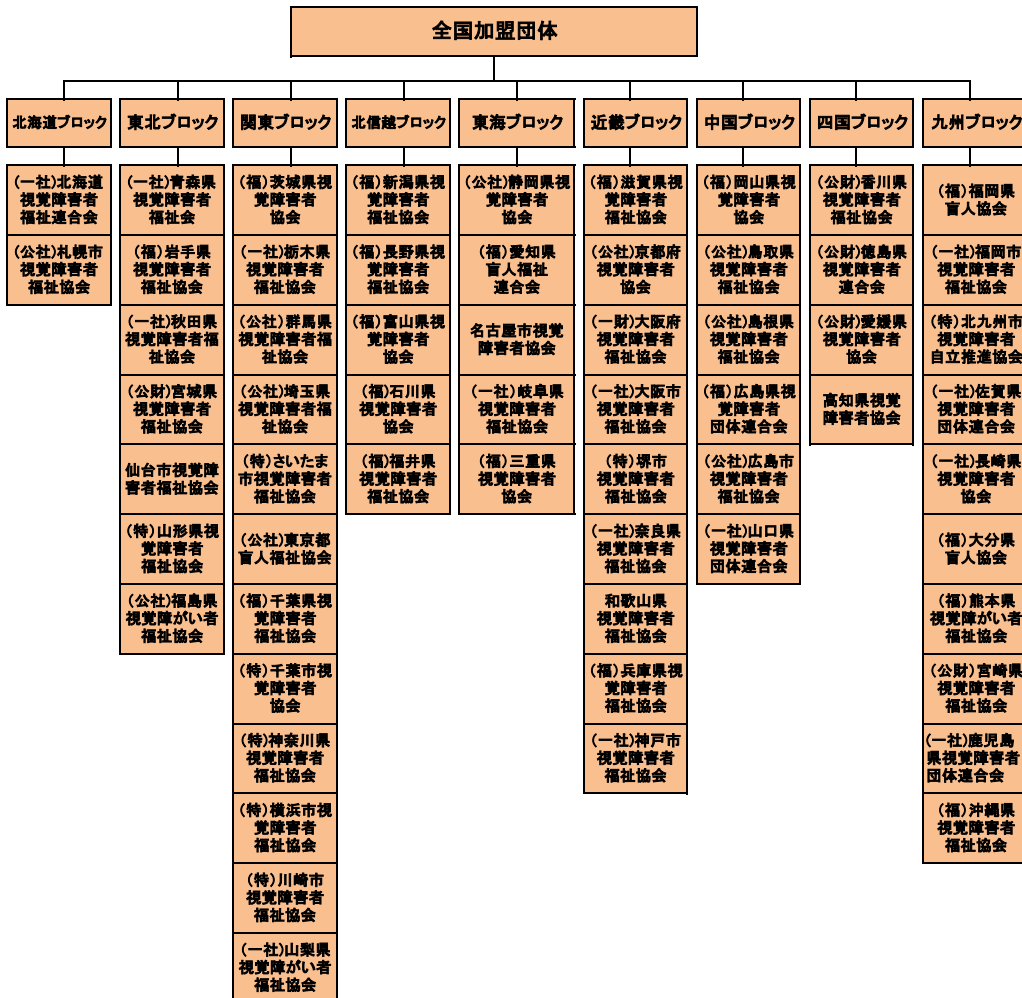 全国加盟団体
北海道ブロック
(一社)北海道
視覚障害者
福祉連合会
(公社)札幌市
視覚障害者
福祉協会
東北ブロック
(一社)青森県
視覚障害者
福祉会
(福)岩手県
視覚障害者
福祉協会
(一社)秋田県
視覚障害者福
祉協会
(公財)宮城県
視覚障害者
福祉協会
仙台市視覚障
害者福祉協会
(特)山形県視
覚障害者
福祉協会
(公社)福島県
視覚障がい者
福祉協会
関東ブロック
(福)茨城県視
覚障害者
協会
(一社)栃木県
視覚障害者
福祉協会
(公社)群馬県
視覚障害者福
祉協会
(公社)埼玉県
視覚障害者福
祉協会
(特)さいたま
市視覚障害者
福祉協会
(公社)東京都
盲人福祉協会
(福)千葉県視
覚障害者
福祉協会
(特)千葉市視
覚障害者
協会
(特)神奈川県
視覚障害者
福祉協会
(特)横浜市視
覚障害者
福祉協会
(特)川崎市
視覚障害者
福祉協会
(一社)山梨県
視覚障がい者
福祉協会
北信越ブロック
(福)新潟県視
覚障害者
福祉協会
(福)長野県視
覚障害者
福祉協会
(福)富山県視
覚障害者
協会
(福)石川県
視覚障害者
協会
(福)福井県
視覚障害者
福祉協会
東海ブロック
(公社)静岡県視
覚障害者
協会
(福)愛知県
盲人福祉
連合会
名古屋市視覚
障害者協会
(一社)岐阜県
視覚障害者
福祉協会
(福)三重県
視覚障害者
協会
近畿ブロック
(福)滋賀県視
覚障害者
福祉協会
(公社)京都府
視覚障害者
協会
(一財)大阪府
視覚障害者
福祉協会
(一社)大阪市
視覚障害者
福祉協会
(特)堺市
視覚障害者
福祉協会
(一社)奈良県
視覚障害者
福祉協会
和歌山県
視覚障害者
福祉協会
(福)兵庫県視
覚障害者
福祉協会
(一社)神戸市
視覚障害者
福祉協会
中国ブロック
(福)岡山県視
覚障害者
協会
(公社)鳥取県
視覚障害者
福祉協会
(公社)島根県
視覚障害者
福祉協会
(福)広島県視
覚障害者
団体連合会
(公社)広島市
視覚障害者
福祉協会
(一社)山口県
視覚障害者
団体連合会
四国ブロック
(公財)香川県
視覚障害者
福祉協会
(公財)徳島県
視覚障害者
連合会
(公財)愛媛県
視覚障害者
協会
高知県視覚
障害者協会
九州ブロック
(福)福岡県
盲人協会
(一社)福岡市
視覚障害者
福祉協会
(特)北九州市
視覚障害者
自立推進協会
(一社)佐賀県
視覚障害者
団体連合会
(一社)長崎県
視覚障害者
協会
(福)大分県
盲人協会
(福)熊本県
視覚障がい者
福祉協会
(公財)宮崎県
視覚障害者
福祉協会
(一社)鹿児島
県視覚障害者
団体連合会
(福)沖縄県
視覚障害者
福祉協会